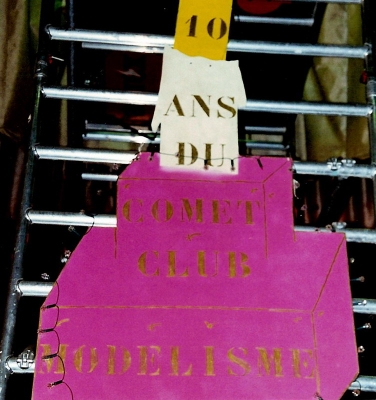 10
ANS
DU
COMET
CLUB
MODELISME